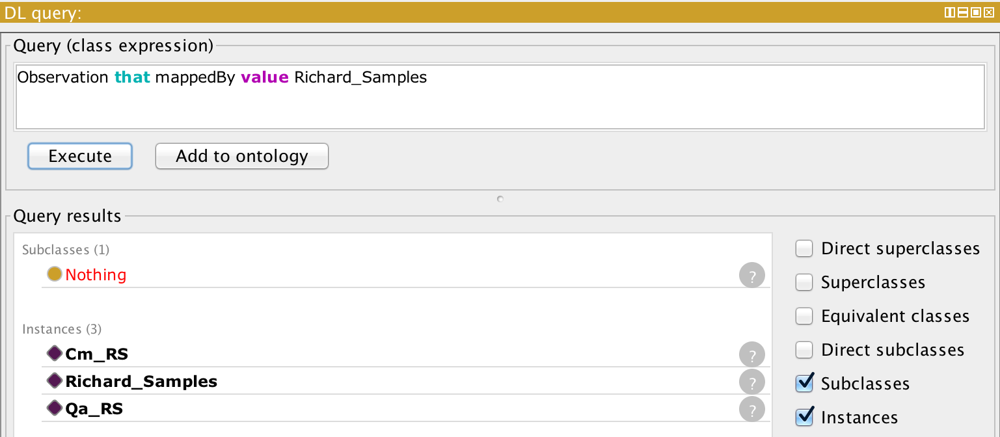 DL query:
Query (class expression)
Observation that mappedBy value Richard_Samples
Execute
Add to ontology
Query results
Subclasses (1)
Nothing
?
Instances (3)
Cm_RS
?
Richard_Samples
?
Qa_RS
?
Direct superclasses
Superclasses
Equivalent classes
Direct subclasses
Subclasses
Instances